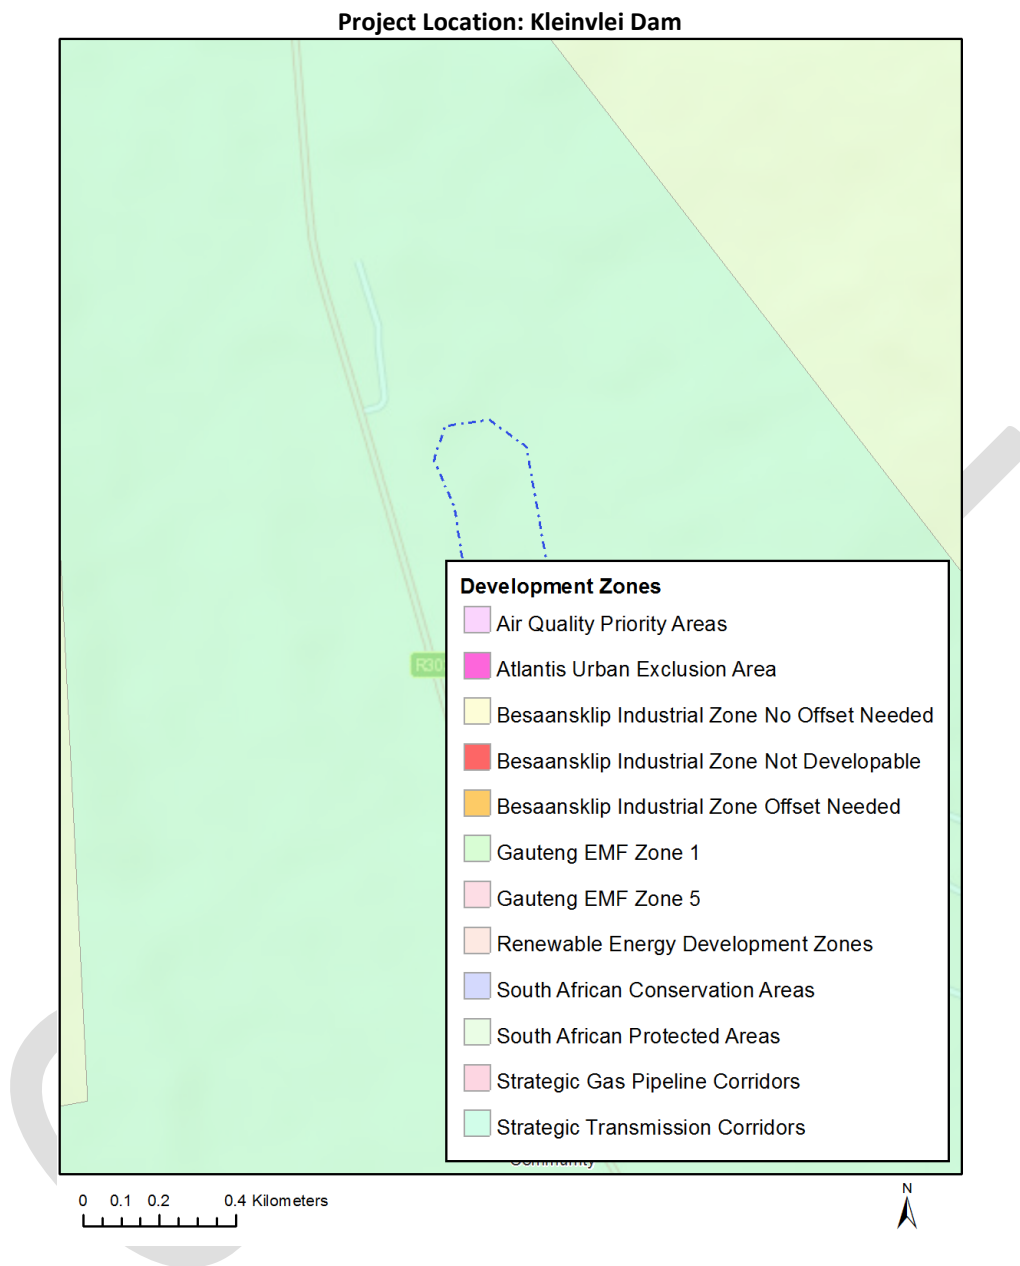 Project Location: Kleinvlei Dam
R30
Development Zones
Air Quality Priority Areas
Atlantis Urban Exclusion Area
Besaansklip Industrial Zone No Offset Needed
Besaansklip Industrial Zone Not Developable
Besaansklip Industrial Zone Offset Needed
Gauteng EMF Zone 1
Gauteng EMF Zone 5
Renewable Energy Development Zones
South African Conservation Areas
South African Protected Areas
Strategic Gas Pipeline Corridors
Strategic Transmission Corridors
Community
0 0.1 0.2 0.4 Kilometers
N